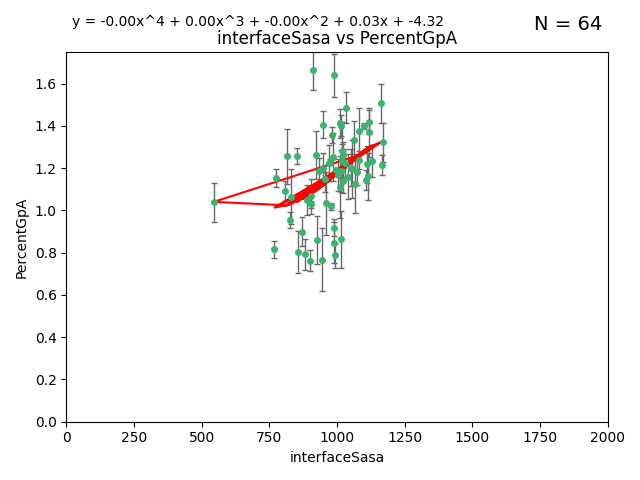 y = -0.00x^4 + 0.00x^3 + -0.00x^2 + 0.03x + -4.32
N = 64
interfaceSasa vs PercentGpA
PercentGpA
1.6
1.4
1.2
1.0
0.8
0.6
0.4
0.2
0.0
0 250 500 750 1000 1250 1500 1750 2000
interfaceSasa